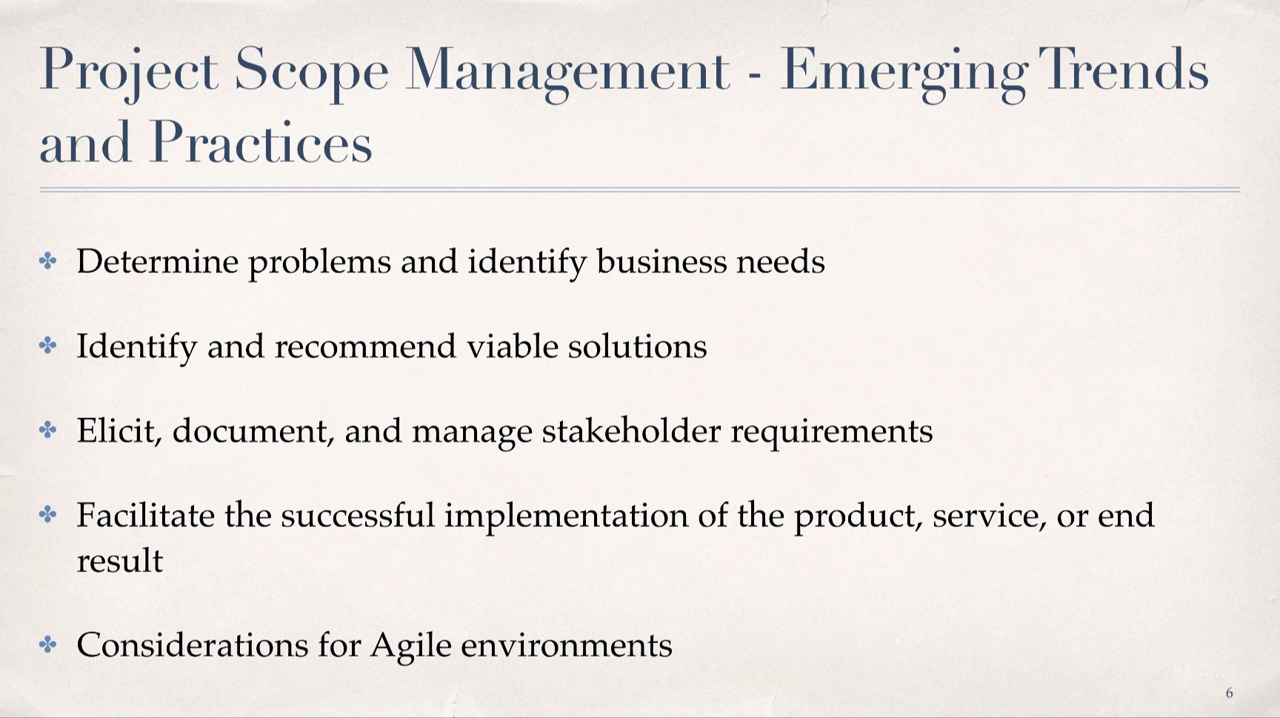 Project Scope Management - Emerging Trends
and Practices
Determine problems and identify business needs
Identify and recommend viable solutions
Elicit, document, and manage stakeholder requirements
Facilitate the successful implementation of the product, service, or end
result
Considerations for Agile environments
6